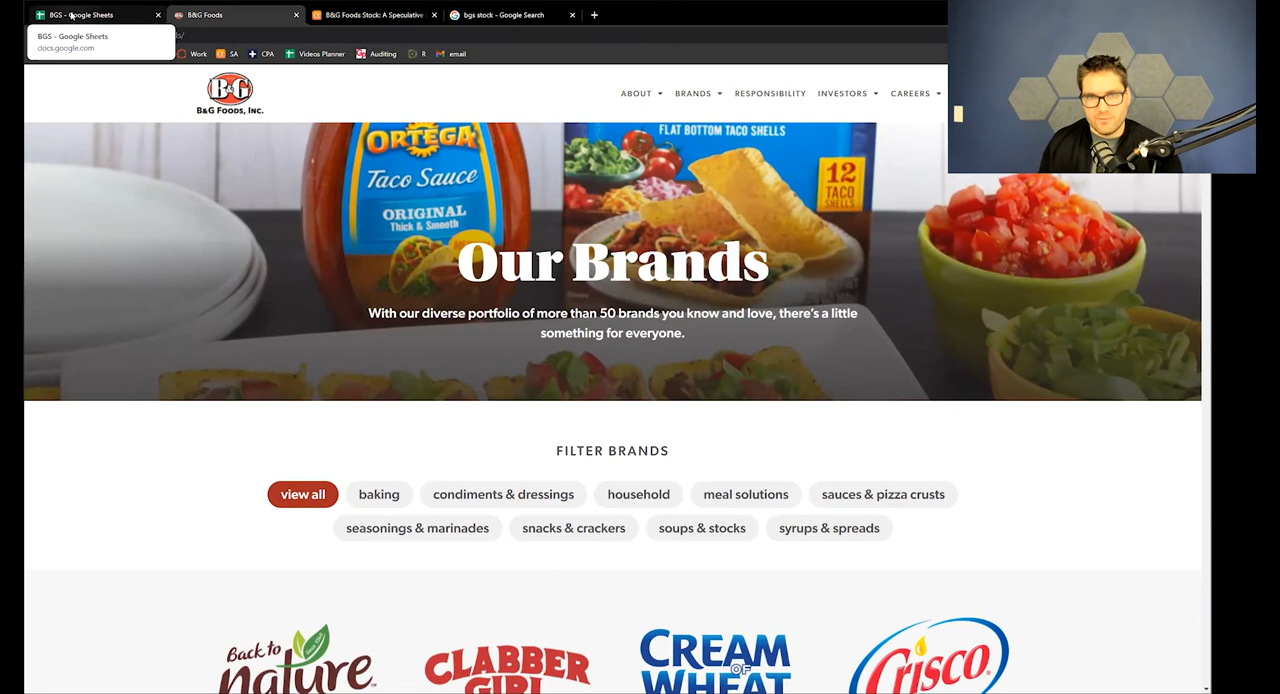 BGS - Google Sheets
B&G Foods
B&G Foods Stock: A Speculative
bgs stock - Google Search
BGS - Google Sheets
docs.google.com
ds/
Work
SA
CPA
Videos Planner
Auditing
R
email
B&G
B&G FOODS, INC.
ABOUT
BRANDS
RESPONSIBILITY
INVESTORS
CAREERS
ORTEGA
Taco Sauce
ORIGINAL
Thick & Smooth
FLAT BOTTOM TACO SHELLS
12
TACO
SHELLS
Our Brands
With our diverse portfolio of more than 50 brands you know and love, there's a little
something for everyone.
FILTER BRANDS
view all
baking
condiments & dressings
household
meal solutions
sauces & pizza crusts
seasonings & marinades
snacks & crackers
soups & stocks
syrups & spreads
Back to
nature
CLABBER
GIRL
CREAM
OF
WHEAT
Crisco